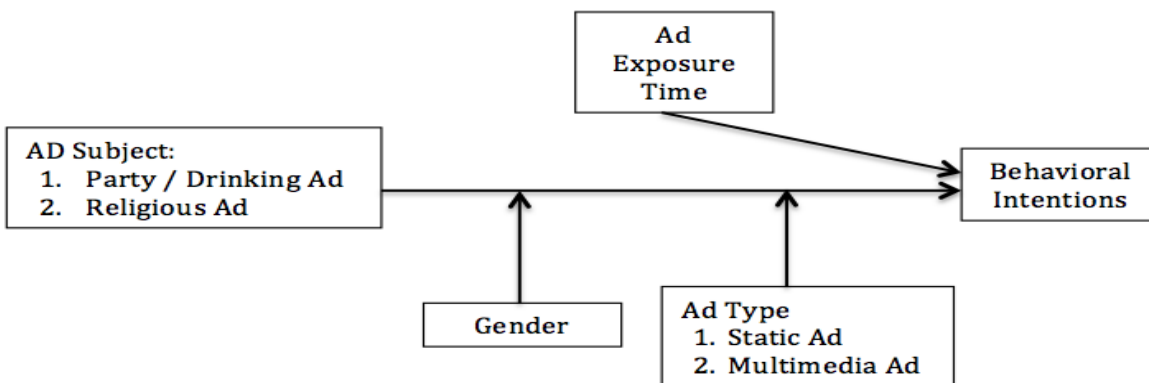 Ad
Exposure
Time
AD Subject:
1. Party / Drinking Ad
2. Religious Ad
Behavioral
Intentions
Gender
Ad Type
1. Static Ad
2. Multimedia Ad